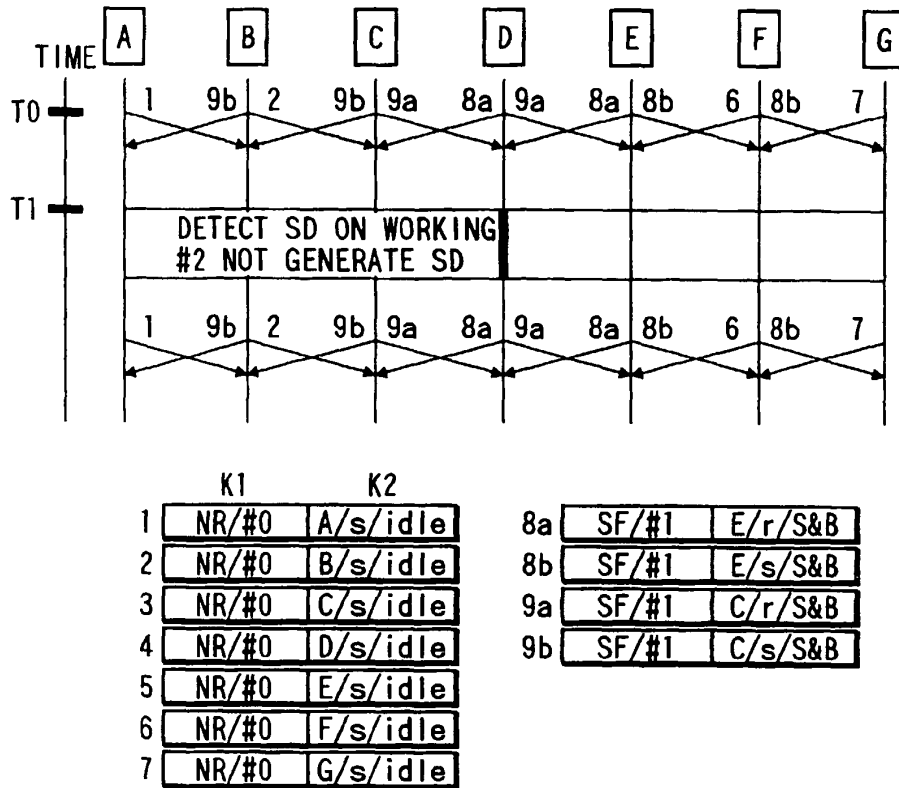 A B C D E F G
TIME
T0 1 9b 2 9b 9a 8a 9a 8a 8b 6 8b 7
T1
DETECT SD ON WORKING
#2 NOT GENERATE SD
1 9b 2 9b 9a 8a 9a 8a 8b 6 8b 7
K1 K2
1 NR/#0 A/s/idle
2 NR/#0 B/s/idle
3 NR/#0 C/s/idle
4 NR/#0 D/s/idle
5 NR/#0 E/s/idle
6 NR/#0 F/s/idle
7 NR/#0 G/s/idle
8a SF/#1 E/r/S&B
8b SF/#1 E/s/S&B
9a SF/#1 C/r/S&B
9b SF/#1 C/s/S&B